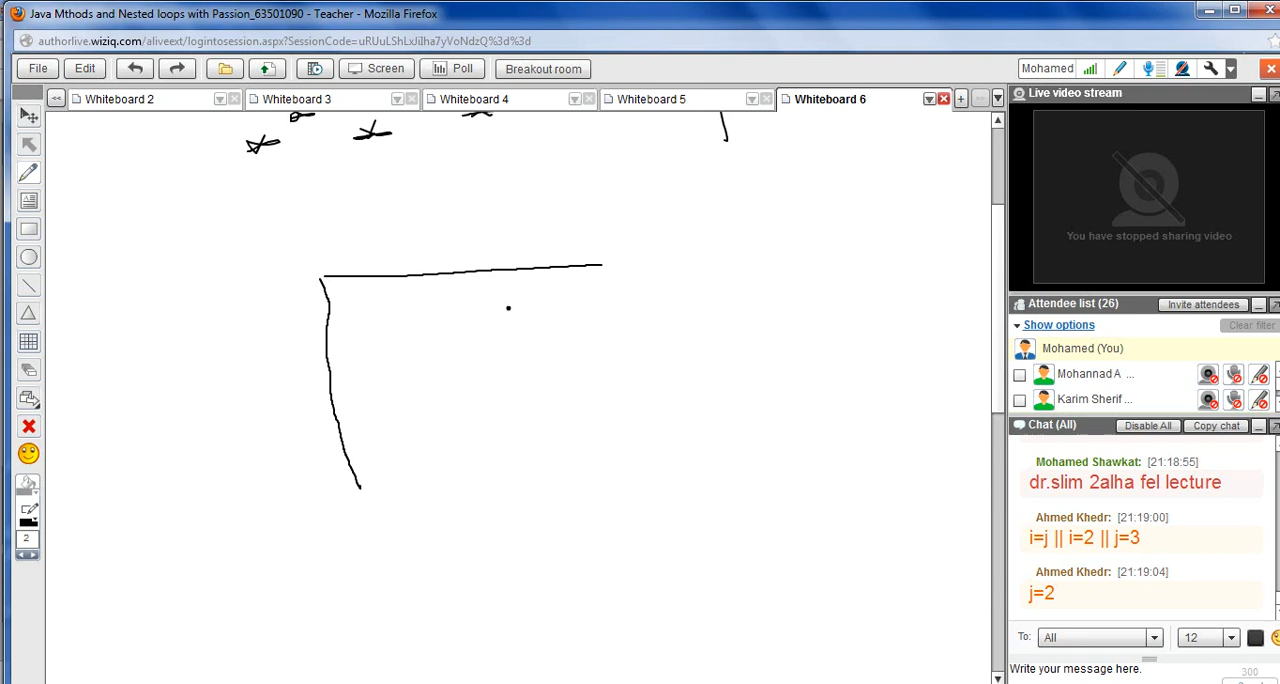 Java Mthods and Nested loops with Passion_63501090 - Teacher - Mozilla Firefox
authorlive.wiziq.com/aliveext/logintosession.aspx?SessionCode=uRUuLShLxJiIha7yVoNdzQ%3d%3d
File Edit Screen Poll Breakout room Mohamed
<< Whiteboard 2 Whiteboard 3 Whiteboard 4 Whiteboard 5 Whiteboard 6
Live video stream
You have stopped sharing video
Attendee list (26) Invite attendees
Show options Clear filter
Mohamed (You)
Mohannad A ...
Karim Sherif ...
Chat (All) Disable All Copy chat
Mohamed Shawkat: [21:18:55]
dr.slim 2alha fel lecture
Ahmed Khedr: [21:19:00]
i=j || i=2 || j=3
Ahmed Khedr: [21:19:04]
j=2
2
To: All 12
Write your message here.
300